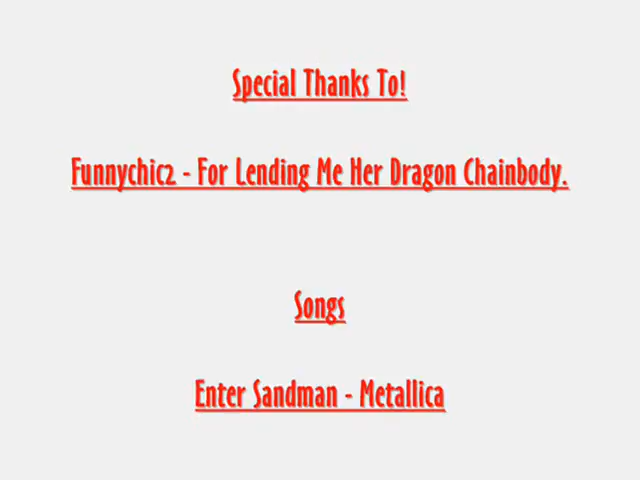 Special Thanks To!
Funnychic2 - For Lending Me Her Dragon Chainbody.
Songs
Enter Sandman - Metallica